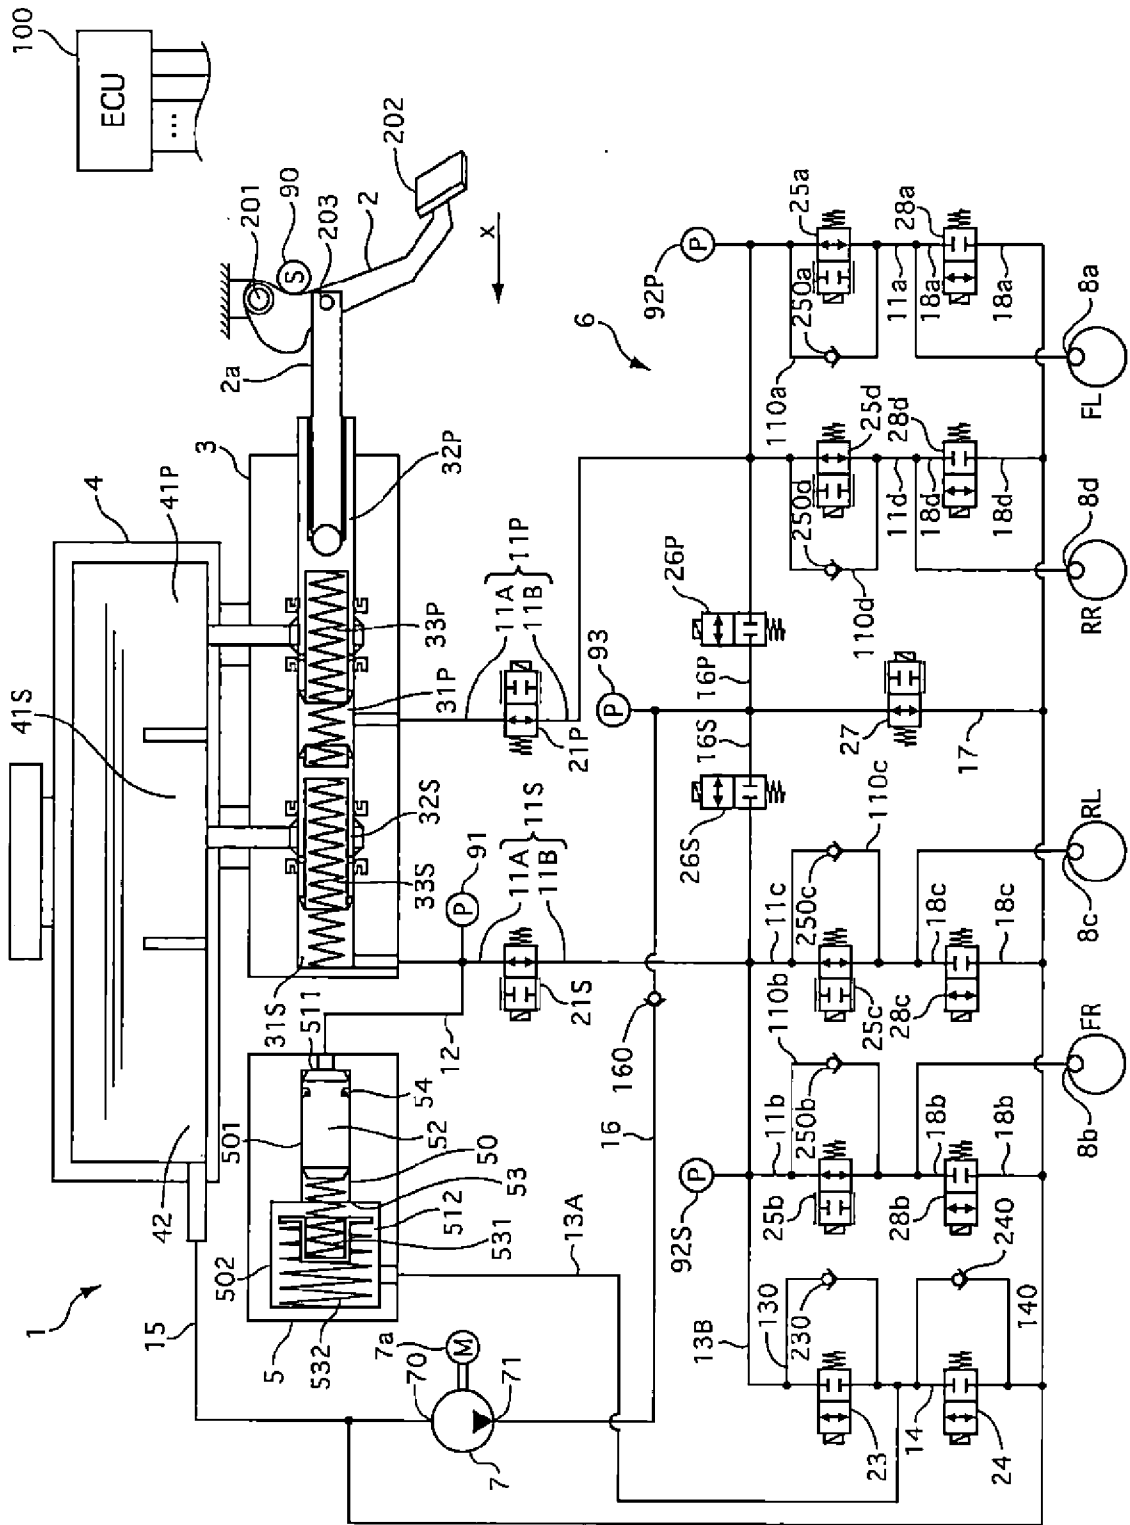 100
ECU
...
201
90
S
203
2
202
X
2a
3
32P
4
41P
41S
42
33P
31P
32S
33S
31S
11A
11P
11B
21P
91
P
11A
11S
11B
21S
501
511
54
52
50
53
512
531
502
532
5
12
1
15
7a
M
70
71
7
13A
16
160
6
92P
P
25a
250a
110a
11a
28a
18a
18a
8a
FL
25d
250d
110d
11d
28d
18d
18d
8d
RR
26P
93
P
16P
16S
26S
27
17
110c
11c
250c
25c
18c
28c
18c
8c
RL
92S
P
11b
110b
250b
25b
18b
28b
18b
8b
FR
13B
130
230
23
14
240
140
24